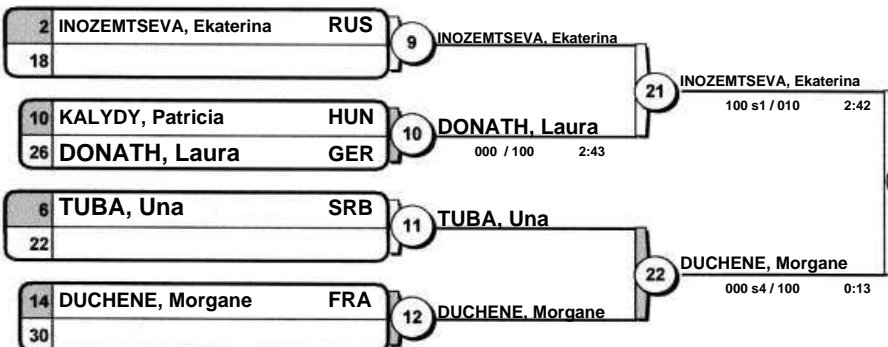 2 INOZEMTSEVA, Ekaterina RUS
18
9 INOZEMTSEVA, Ekaterina
10 KALYDY, Patricia HUN
26 DONATH, Laura GER
10 DONATH, Laura
000 / 100 2:43
21 INOZEMTSEVA, Ekaterina
100 s1 / 010 2:42
6 TUBA, Una SRB
22
11 TUBA, Una
14 DUCHENE, Morgane FRA
30
12 DUCHENE, Morgane
22 DUCHENE, Morgane
000 s4 / 100 0:13